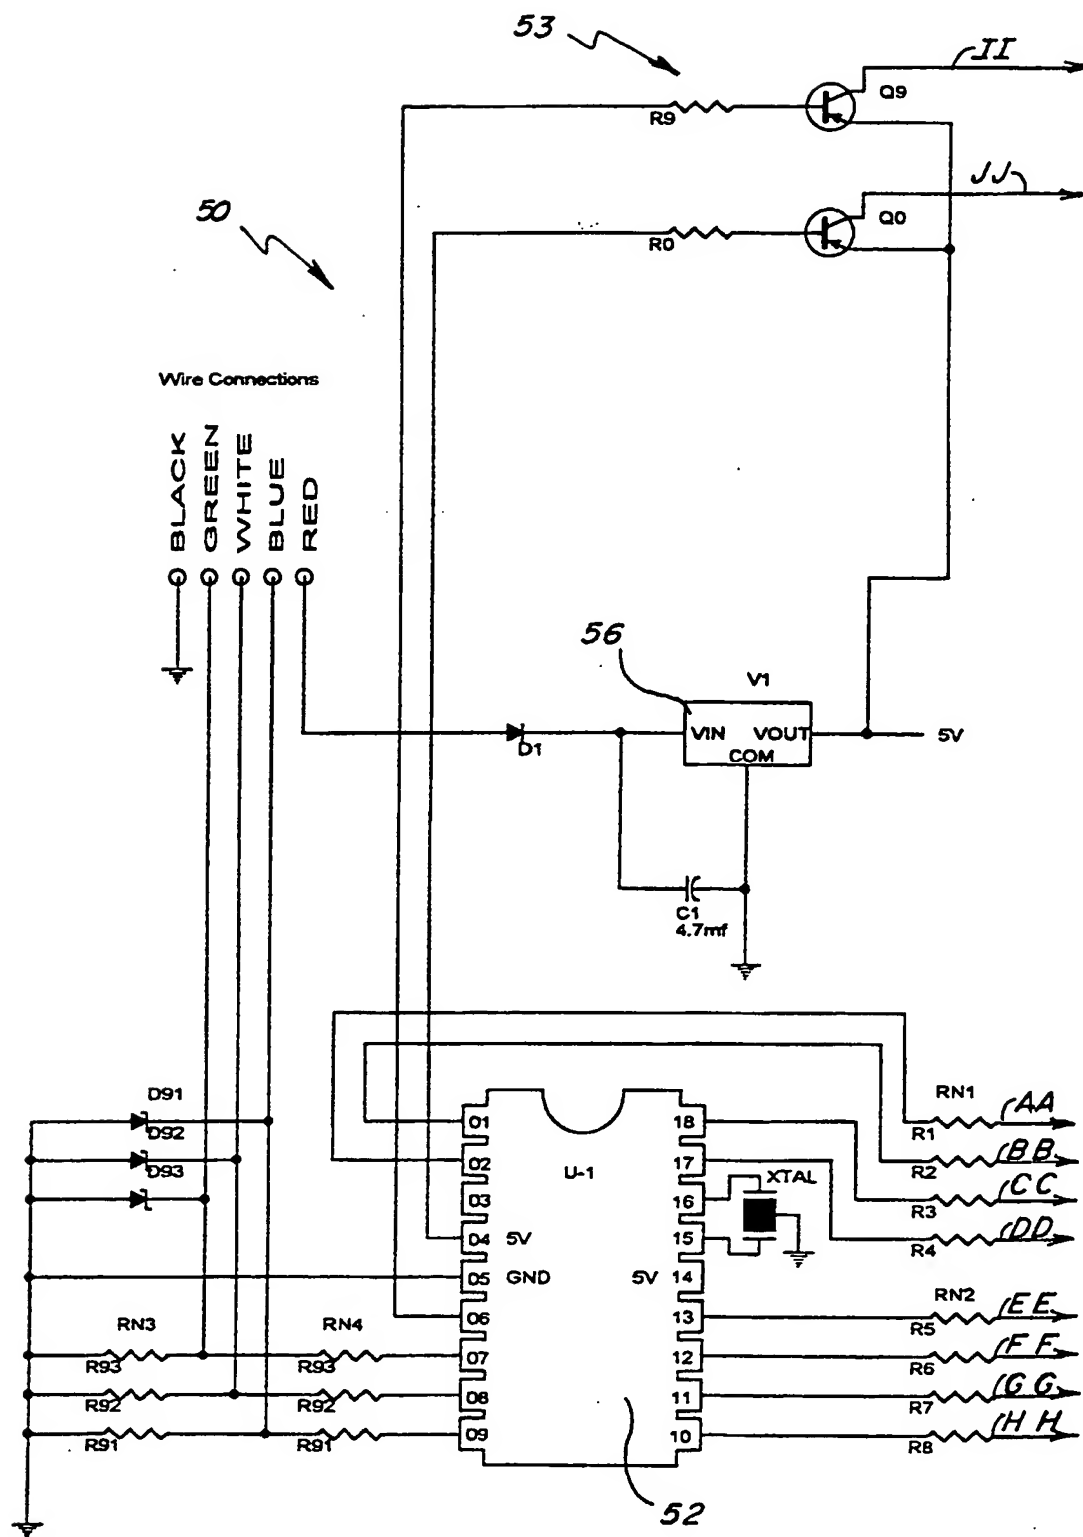 53
II
Q9
R9
JJ
50
Q0
R0
Wire Connections
BLACK
GREEN
WHITE
BLUE
RED
56
V1
VIN VOUT
5V
D1
COM
C1
4.7mf
D91
RN1
AA
01
18
R1
D92
BB
02
17
R2
D93
U-1
XTAL
CC
03
16
R3
DD
04
5V
15
R4
05
GND
5V
14
RN2
EE
RN3
RN4
06
13
R5
FF
R93
R93
07
12
R6
GG
R92
R92
08
11
R7
HH
R91
R91
09
10
R8
52